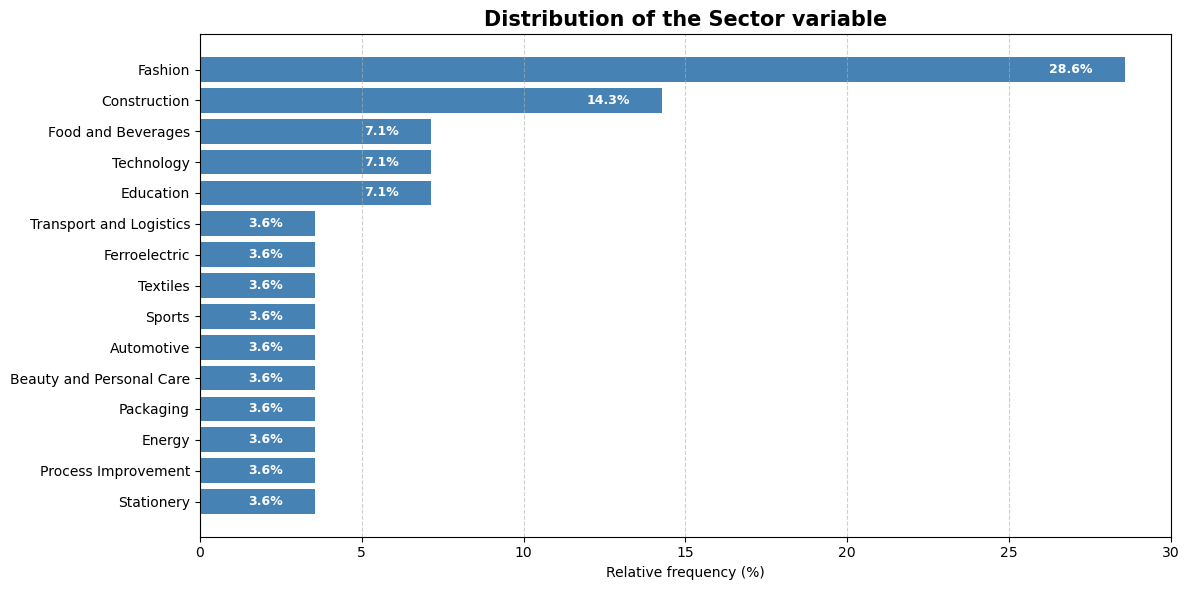 Distribution of the Sector variable
Fashion 28.6%
Construction 14.3%
Food and Beverages 7.1%
Technology 7.1%
Education 7.1%
Transport and Logistics 3.6%
Ferroelectric 3.6%
Textiles 3.6%
Sports 3.6%
Automotive 3.6%
Beauty and Personal Care 3.6%
Packaging 3.6%
Energy 3.6%
Process Improvement 3.6%
Stationery 3.6%
0 5 10 15 20 25 30
Relative frequency (%)